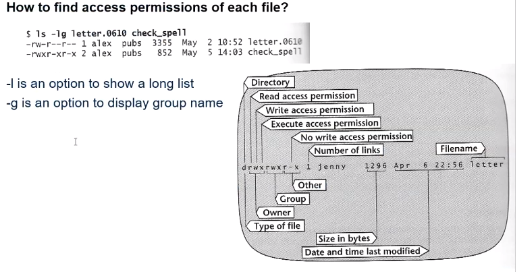 How to find access permissions of each file?
$ ls -lg letter.0610 check_spell
-rw-r--r-- 1 alex pubs 3355 May 2 10:52 letter.0610
-rwxr-xr-x 2 alex pubs 852 May 5 14:03 check_spell
-l is an option to show a long list
-g is an option to display group name
Directory
Read access permission
Write access permission
Execute access permission
No write access permission
Number of links
Filename
drwxrwxr-x 1 jenny 1296 Apr 6 22:56 letter
Other
Group
Owner
Type of file
Size in bytes
Date and time last modified